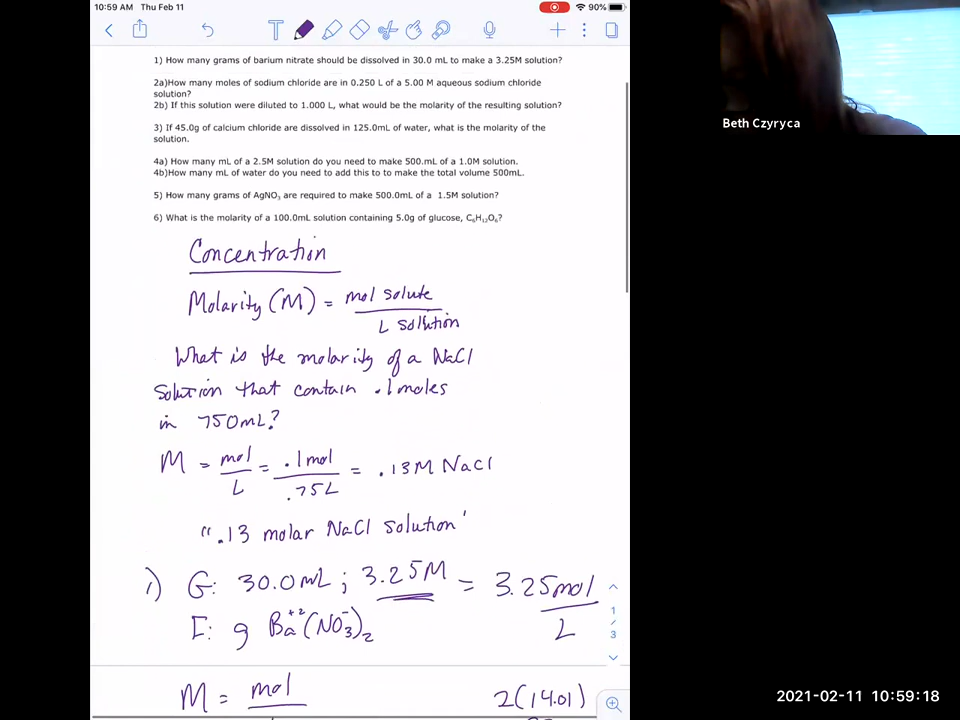 10:59 AM Thu Feb 11
90%
1) How many grams of barium nitrate should be dissolved in 30.0 mL to make a 3.25M solution?
2a)How many moles of sodium chloride are in 0.250 L of a 5.00 M aqueous sodium chloride
solution?
2b) If this solution were diluted to 1.000 L, what would be the molarity of the resulting solution?
3) If 45.0g of calcium chloride are dissolved in 125.0mL of water, what is the molarity of the
solution.
4a) How many mL of a 2.5M solution do you need to make 500.mL of a 1.0M solution.
4b)How many mL of water do you need to add this to to make the total volume 500mL.
5) How many grams of AgNO₃ are required to make 500.0mL of a 1.5M solution?
6) What is the molarity of a 100.0mL solution containing 5.0g of glucose, C₆H₁₂O₆?
Concentration
Molarity (M) = mol solute
L solution
What is the molarity of a NaCl
solution that contain .1 moles
in 750mL?
M = mol/L = .1mol/.75L = .13M NaCl
".13 molar NaCl solution"
1) G: 30.0mL ; 3.25M = 3.25mol/L
F: g Ba⁺²(NO₃⁻)₂
1
/
3
M = mol
2(14.01)
Beth Czyryca
2021-02-11 10:59:18